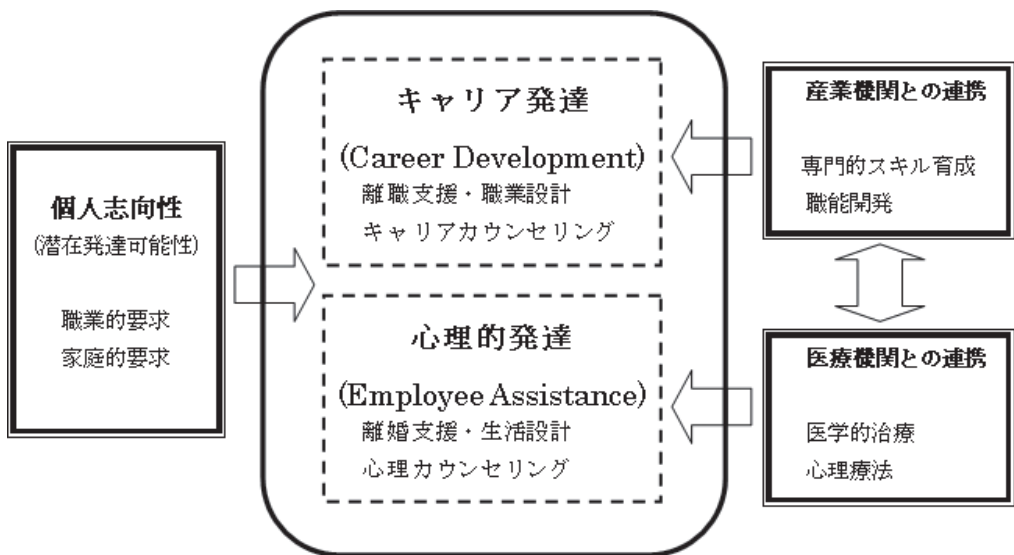 個人志向性
(潜在発達可能性)
職業的要求
家庭的要求
キャリア発達
(Career Development)
離職支援・職業設計
キャリアカウンセリング
心理的発達
(Employee Assistance)
離婚支援・生活設計
心理カウンセリング
産業機関との連携
専門的スキル育成
職能開発
医療機関との連携
医学的治療
心理療法